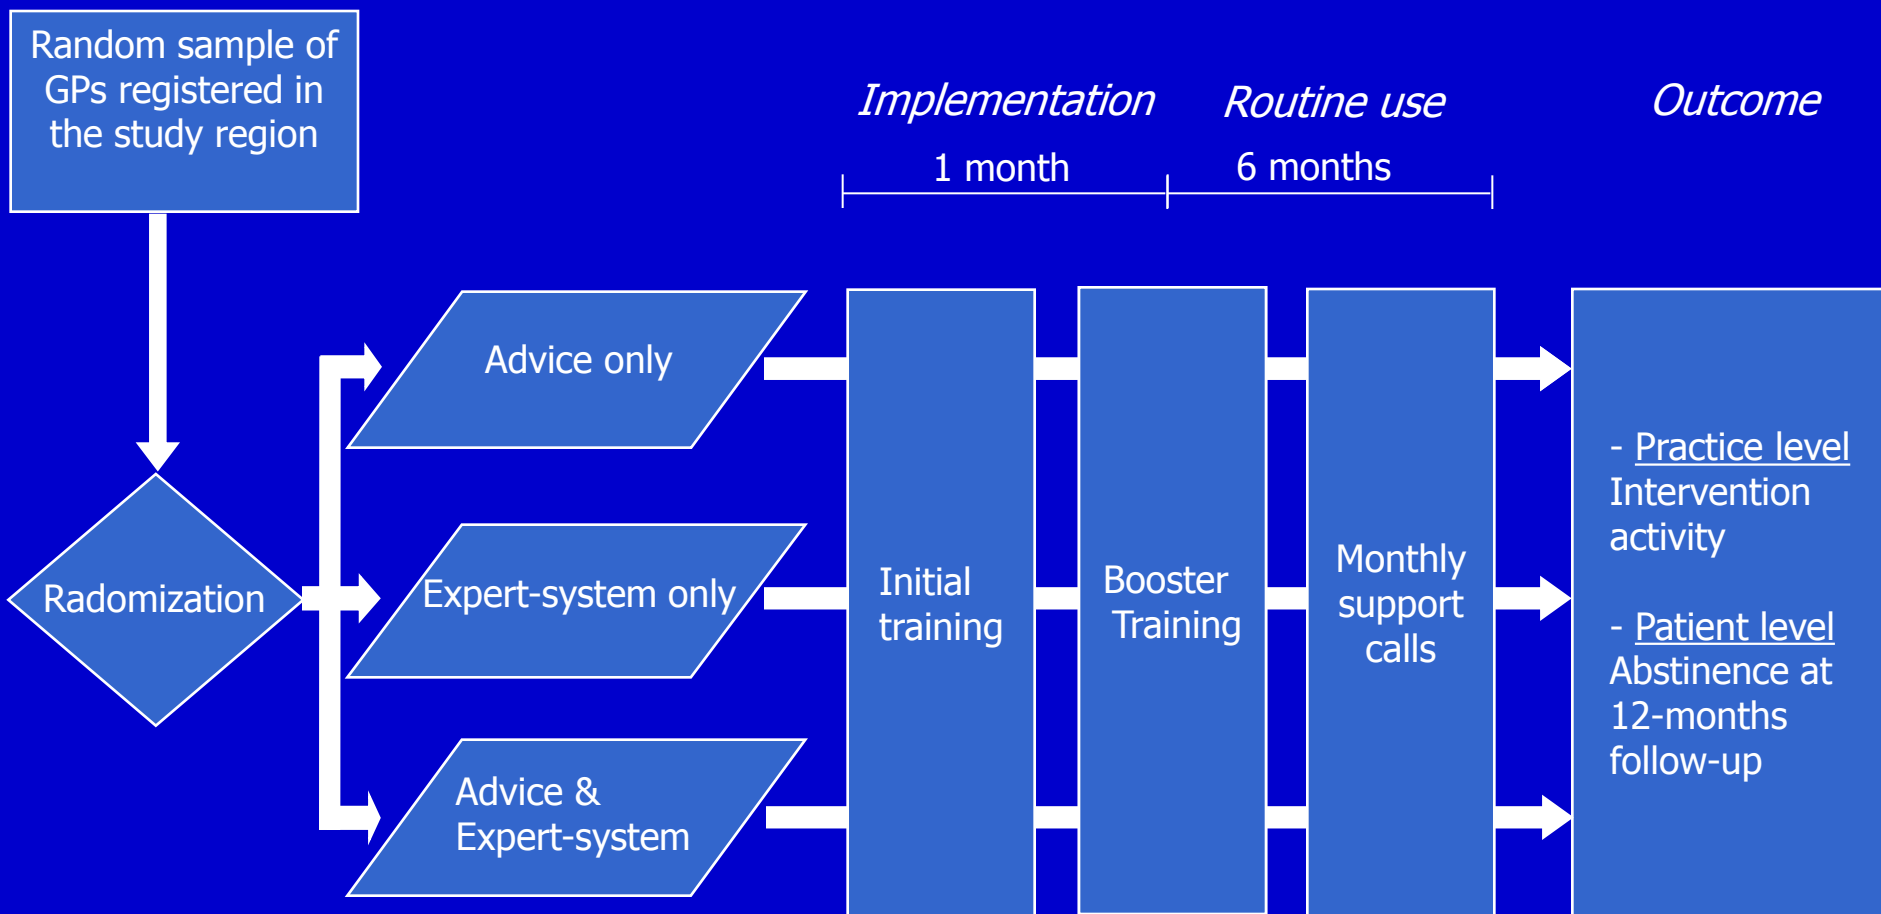 Random sample of
GPs registered in
the study region
Implementation
Routine use
Outcome
1 month
6 months
Radomization
Advice only
Expert-system only
Advice &
Expert-system
Initial
training
Booster
Training
Monthly
support
calls
- Practice level
Intervention
activity
- Patient level
Abstinence at
12-months
follow-up